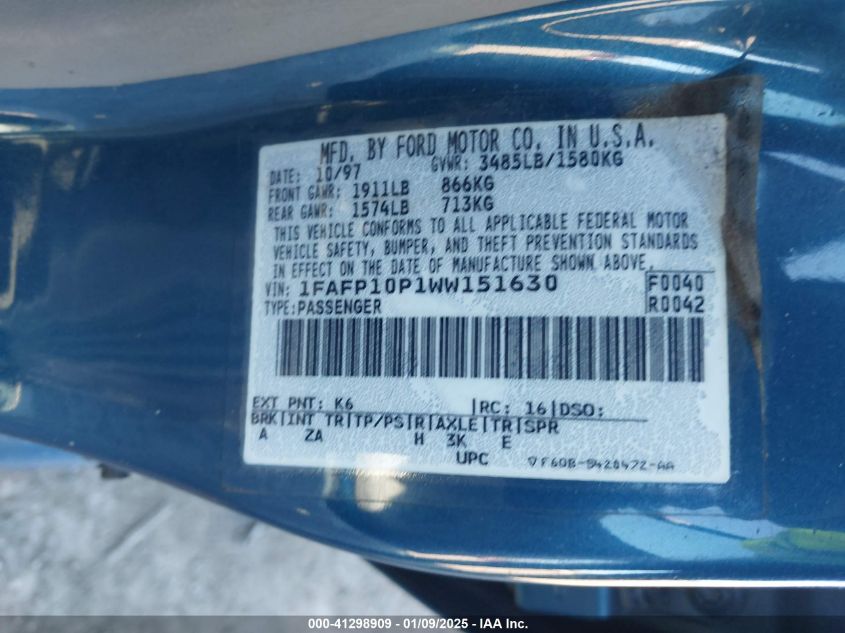 MFD. BY FORD MOTOR CO. IN U.S.A.
DATE: 10/97 GVWR: 3485LB/1580KG
FRONT GAWR: 1911LB 866KG
REAR GAWR: 1574LB 713KG
THIS VEHICLE CONFORMS TO ALL APPLICABLE FEDERAL MOTOR
VEHICLE SAFETY, BUMPER, AND THEFT PREVENTION STANDARDS
IN EFFECT ON THE DATE OF MANUFACTURE SHOWN ABOVE.
VIN: 1FAFP10P1WW151630 F0040
TYPE: PASSENGER R0042
EXT PNT: K6 |RC: 16|DSO:
BRK|INT TR|TP/PS|R|AXLE|TR|SPR
A ZA H 3K E
UPC ▽F6DB-5420472-AA
000-41298909 | 01/09/2025 - IAA Inc.